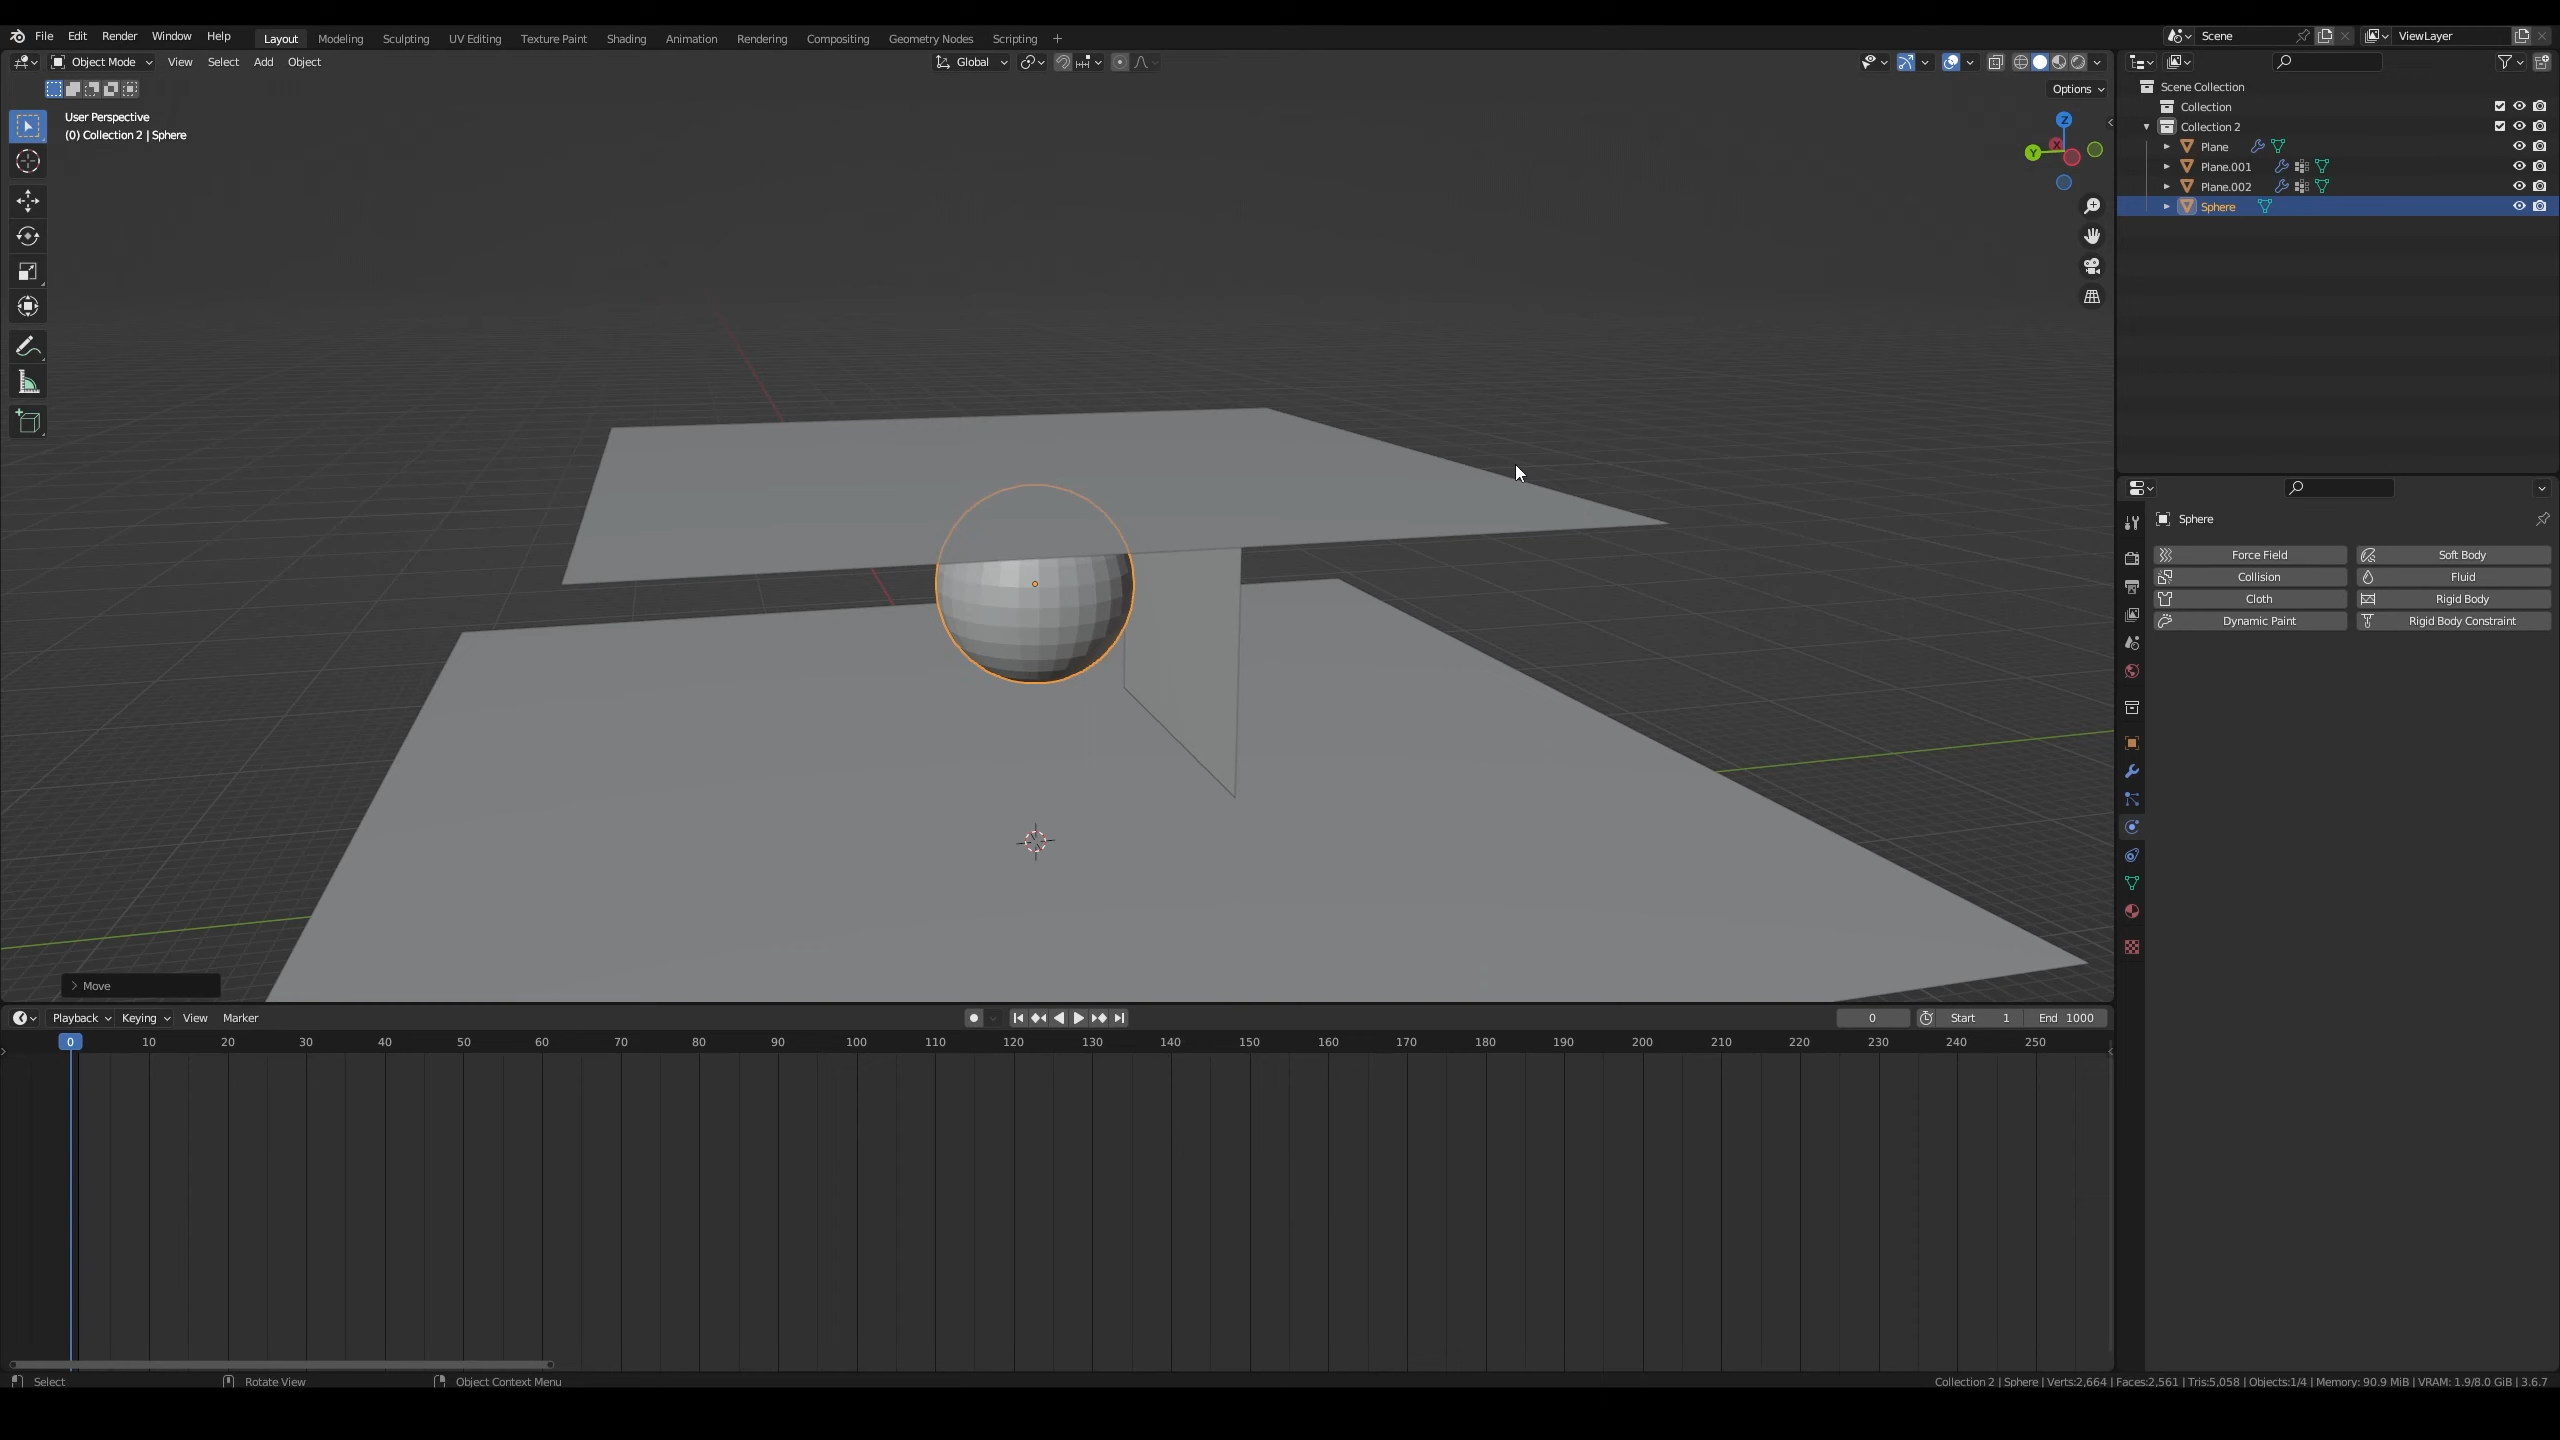 File Edit Render Window Help Layout Modeling Sculpting UV Editing Texture Paint Shading Animation Rendering Compositing Geometry Nodes Scripting + Scene ViewLayer
Object Mode View Select Add Object Global
Options
User Perspective
(0) Collection 2 | Sphere
Z
Y
X
Scene Collection
Collection
Collection 2
Plane
Plane.001
Plane.002
Sphere
Sphere
Force Field Soft Body
Collision Fluid
Cloth Rigid Body
Dynamic Paint Rigid Body Constraint
> Move
Playback Keying View Marker 0 Start 1 End 1000
0 10 20 30 40 50 60 70 80 90 100 110 120 130 140 150 160 170 180 190 200 210 220 230 240 250
Select Rotate View Object Context Menu Collection 2 | Sphere | Verts:2,664 | Faces:2,561 | Tris:5,058 | Objects:1/4 | Memory: 90.9 MiB | VRAM: 1.9/8.0 GiB | 3.6.7